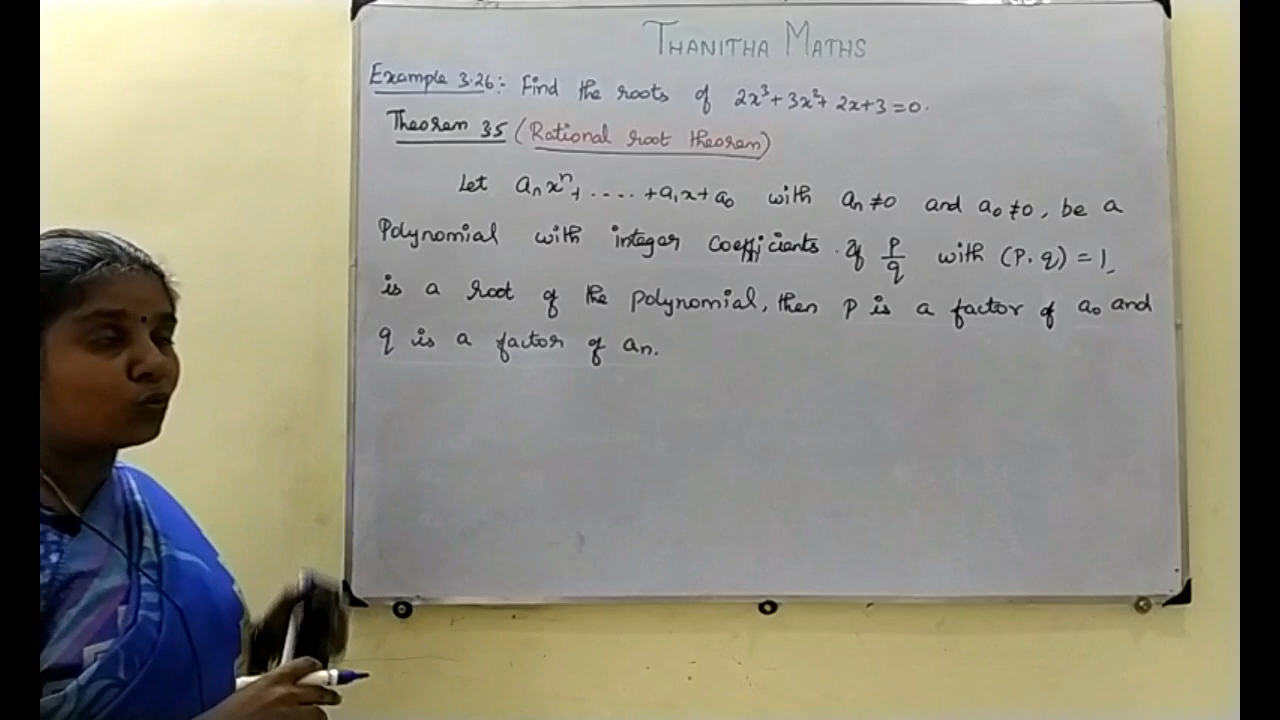 THANITHA MATHS
Example 3.26: Find the roots of 2x³+3x²+2x+3=0.
Theorem 35 (Rational root theorem)
Let aₙxⁿ+.....+a₁x+a₀ with aₙ≠0 and a₀≠0, be a
Polynomial with integer coefficients. If p/q with (p, q) = 1,
is a root of the polynomial, then p is a factor of a₀ and
q is a factor of aₙ.